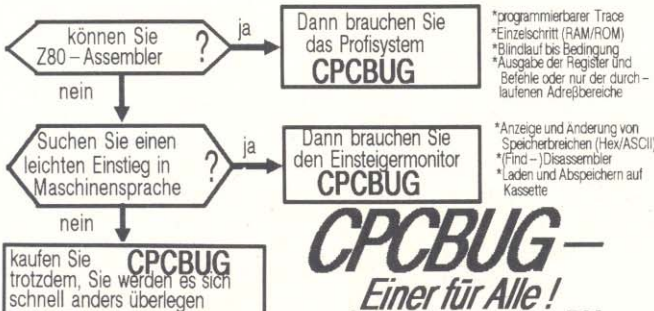 können Sie
Z80-Assembler
?
ja
Dann brauchen Sie
das Profisystem
CPCBUG
*programmierbarer Trace
*Einzelschritt (RAM/ROM)
*Blindlauf bis Bedingung
*Ausgabe der Register und
Befehle oder nur der durch-
laufenen Adreßbereiche
nein
Suchen Sie einen
leichten Einstieg in
Maschinensprache
?
ja
Dann brauchen Sie
den Einsteigermonitor
CPCBUG
*Anzeige und Änderung von
Speicherbreichen (Hex/ASCII)
*(Find-)Disassembler
*Laden und Abspeichern auf
Kassette
nein
kaufen Sie CPCBUG
trotzdem, Sie werden es sich
schnell anders überlegen
CPCBUG-
Einer für Alle!